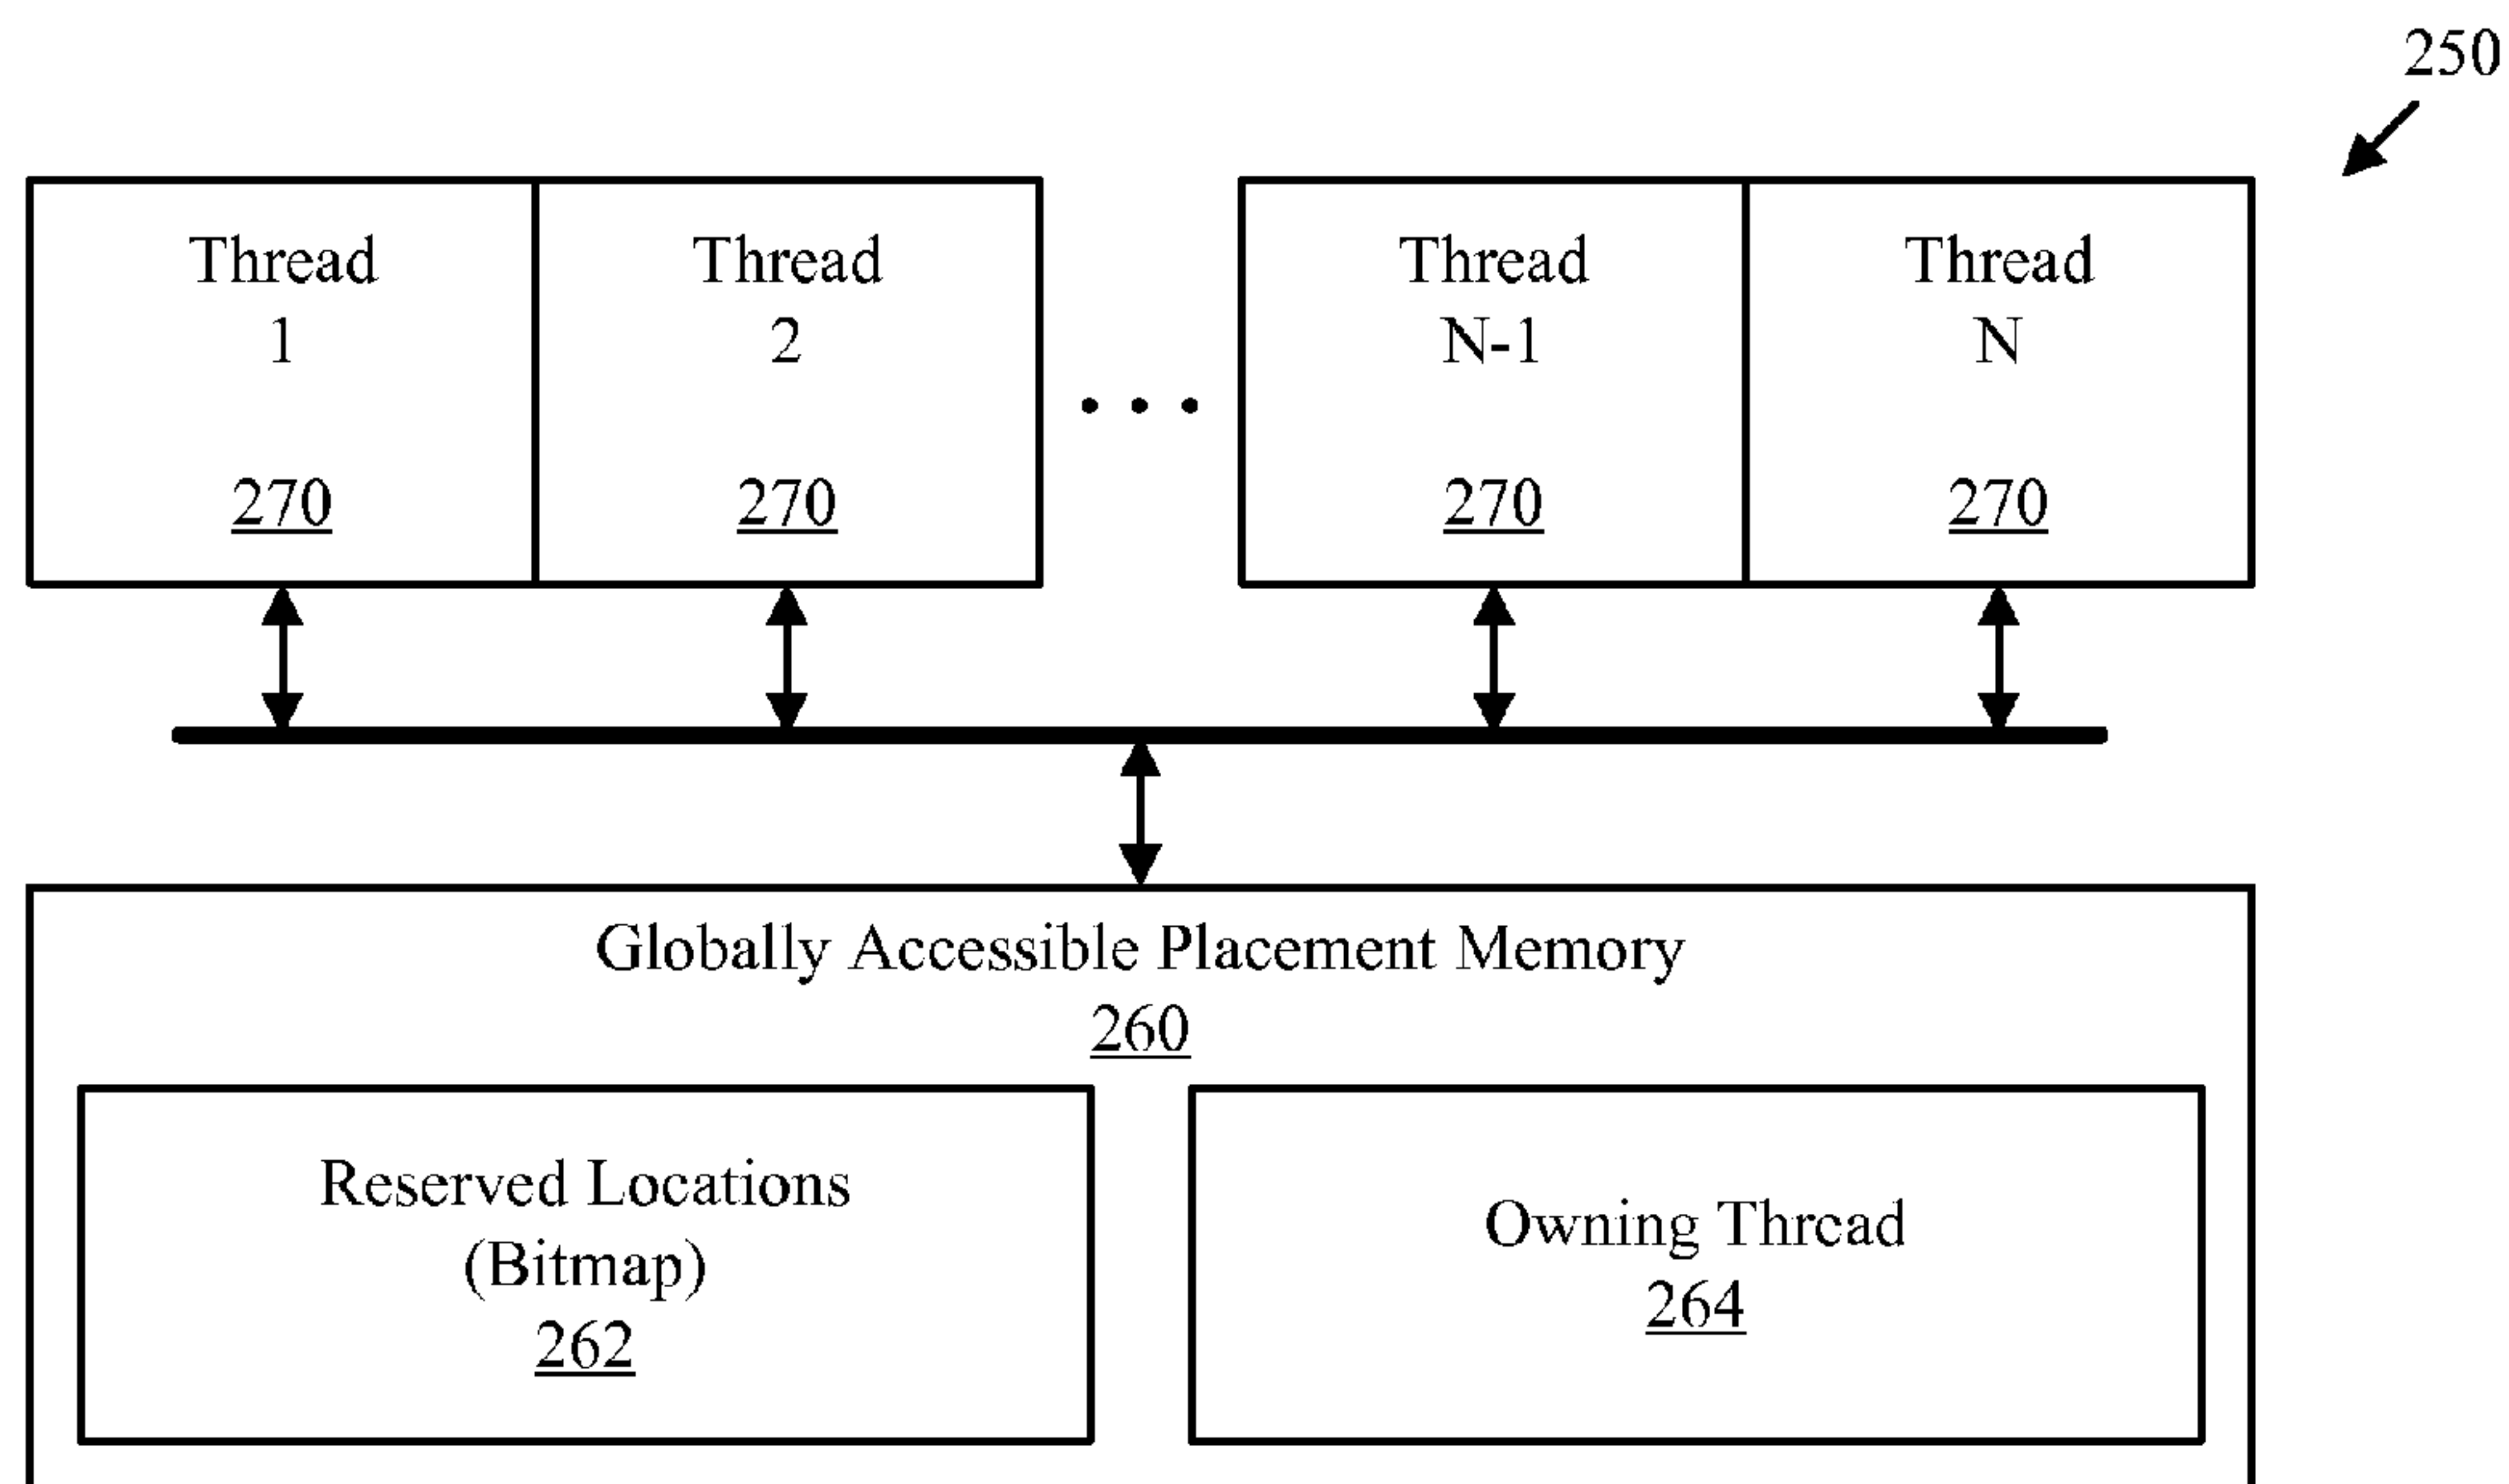 250
Thread Thread Thread Thread
1 2 N-1 N
. . .
270 270 270 270
Globally Accessible Placement Memory
260
Reserved Locations
(Bitmap)
262
Owning Thread
264